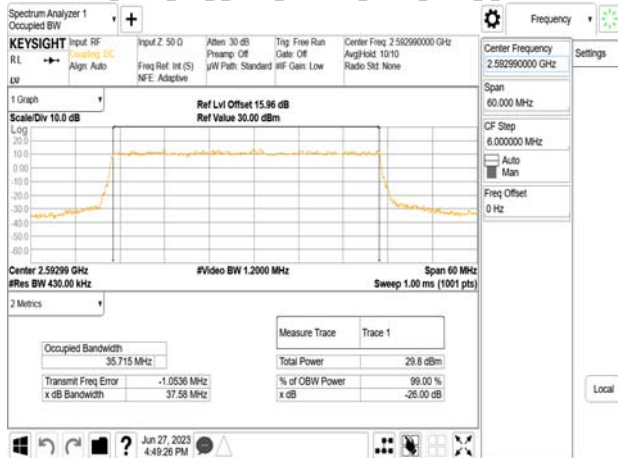 Spectrum Analyzer 1
Occupied BW
+
Frequency
KEYSIGHT
RL
LV
Input: RF
Coupling: DC
Align: Auto
Input Z: 50 Ω
Freq Ref: Int (S)
NFE: Adaptive
Atten: 30 dB
Preamp: Off
µW Path: Standard
Trig: Free Run
Gate: Off
#IF Gain: Low
Center Freq: 2.592990000 GHz
Avg|Hold: 10/10
Radio Std: None
Center Frequency
2.592990000 GHz
Settings
Span
60.000 MHz
CF Step
6.000000 MHz
Auto
Man
Freq Offset
0 Hz
Local
1 Graph
Scale/Div 10.0 dB
Ref Lvl Offset 15.96 dB
Ref Value 30.00 dBm
Log
20.0
10.0
0.00
-10.0
-20.0
-30.0
-40.0
-50.0
-60.0
Center 2.59299 GHz
#Video BW 1.2000 MHz
Span 60 MHz
#Res BW 430.00 kHz
Sweep 1.00 ms (1001 pts)
2 Metrics
Measure Trace
Trace 1
Occupied Bandwidth
35.715 MHz
Total Power
29.8 dBm
Transmit Freq Error
-1.0536 MHz
% of OBW Power
99.00 %
x dB Bandwidth
37.58 MHz
x dB
-26.00 dB
?
Jun 27, 2023
4:49:26 PM